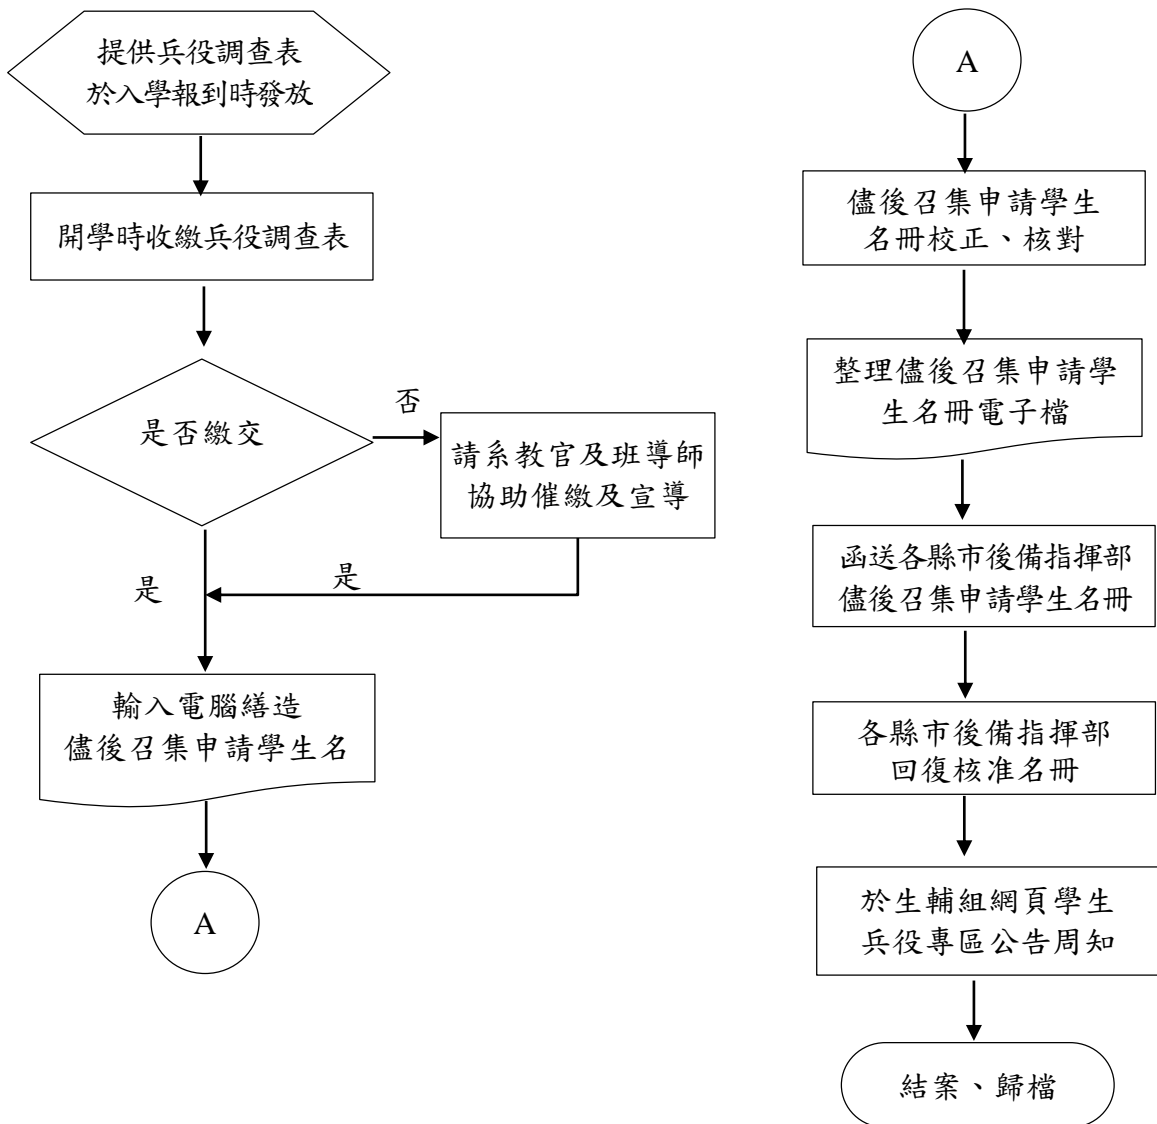 提供兵役調查表
於入學報到時發放
開學時收繳兵役調查表
是否繳交
否
請系教官及班導師
協助催繳及宣導
是
是
輸入電腦繕造
儘後召集申請學生名
A
A
儘後召集申請學生
名冊校正、核對
整理儘後召集申請學
生名冊電子檔
函送各縣市後備指揮部
儘後召集申請學生名冊
各縣市後備指揮部
回復核准名冊
於生輔組網頁學生
兵役專區公告周知
結案、歸檔